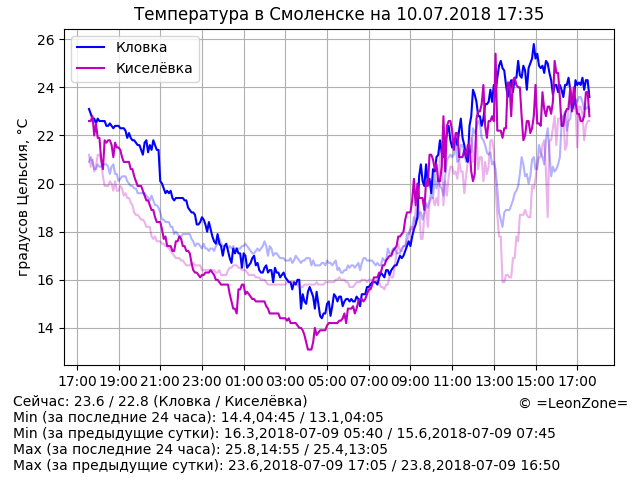 Температура в Смоленске на 10.07.2018 17:35
Кловка
Киселёвка
градусов Цельсия, °C
26
24
22
20
18
16
14
17:00 19:00 21:00 23:00 01:00 03:00 05:00 07:00 09:00 11:00 13:00 15:00 17:00
Сейчас: 23.6 / 22.8 (Кловка / Киселёвка)
© =LeonZone=
Min (за последние 24 часа): 14.4,04:45 / 13.1,04:05
Min (за предыдущие сутки): 16.3,2018-07-09 05:40 / 15.6,2018-07-09 07:45
Max (за последние 24 часа): 25.8,14:55 / 25.4,13:05
Max (за предыдущие сутки): 23.6,2018-07-09 17:05 / 23.8,2018-07-09 16:50